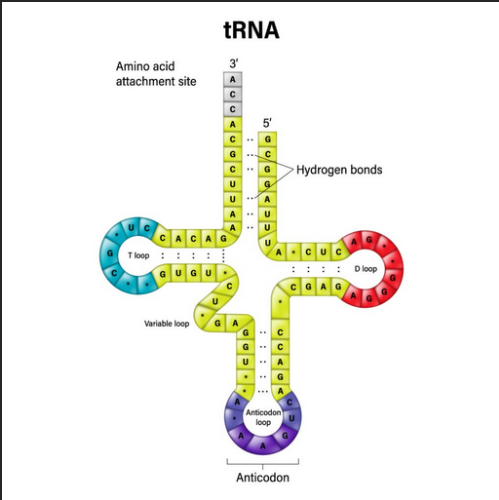 tRNA
Amino acid
attachment site
3'
A
C
C
A
C
G
C
U
U
A
A
5'
G
C
G
G
A
U
U
U
Hydrogen bonds
C A C A G
* U C
G
*
C *
T loop
G U G U *
C
U
*
G A
Variable loop
A * C U C
A G *
G
G
A G
D loop
C G A G
*
C
C
A
G
A
G
G
U
*
*
A
*
A A G
U
C
Anticodon
loop
Anticodon